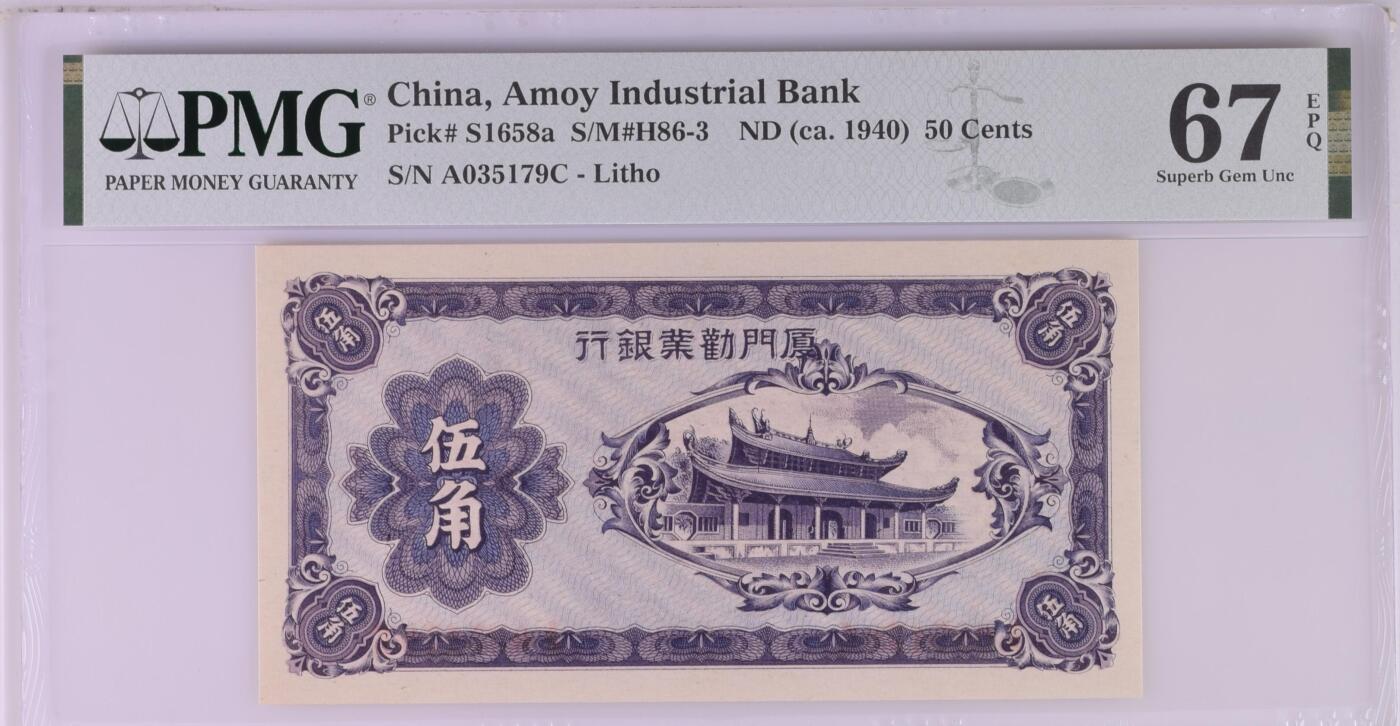 PMG®
PAPER MONEY GUARANTY
China, Amoy Industrial Bank
Pick# S1658a S/M#H86-3 ND (ca. 1940) 50 Cents
S/N A035179C - Litho
67
EPQ
Superb Gem Unc
伍角
伍角
行銀業勸門厦
伍角
伍角
伍角